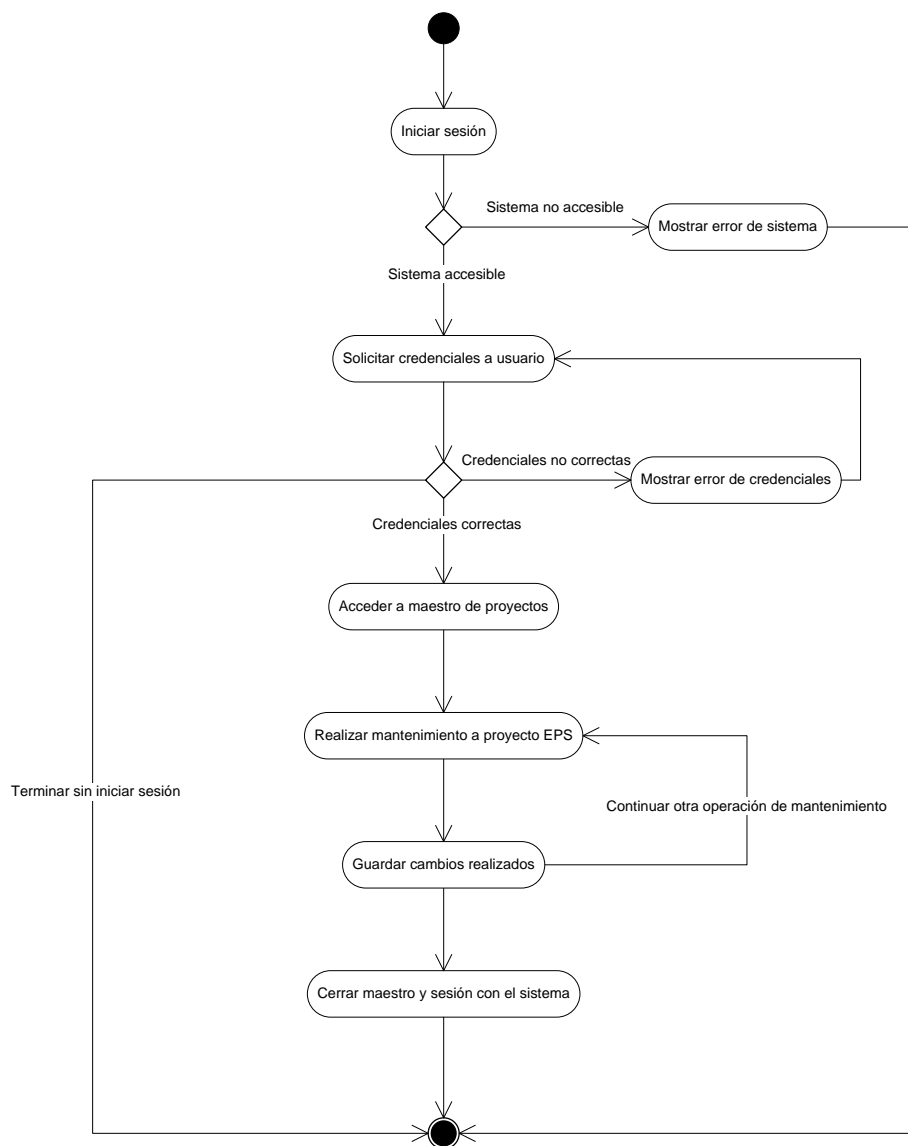 Iniciar sesión
Sistema no accesible
Mostrar error de sistema
Sistema accesible
Solicitar credenciales a usuario
Credenciales no correctas
Mostrar error de credenciales
Credenciales correctas
Acceder a maestro de proyectos
Realizar mantenimiento a proyecto EPS
Terminar sin iniciar sesión
Continuar otra operación de mantenimiento
Guardar cambios realizados
Cerrar maestro y sesión con el sistema